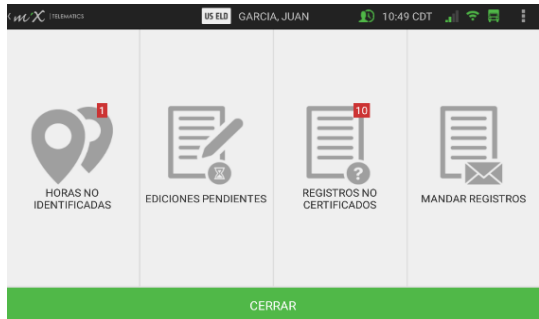 miX | TELEMATICS US ELD GARCIA, JUAN 10:49 CDT
1
HORAS NO
IDENTIFICADAS
EDICIONES PENDIENTES
10
?
REGISTROS NO
CERTIFICADOS
MANDAR REGISTROS
CERRAR